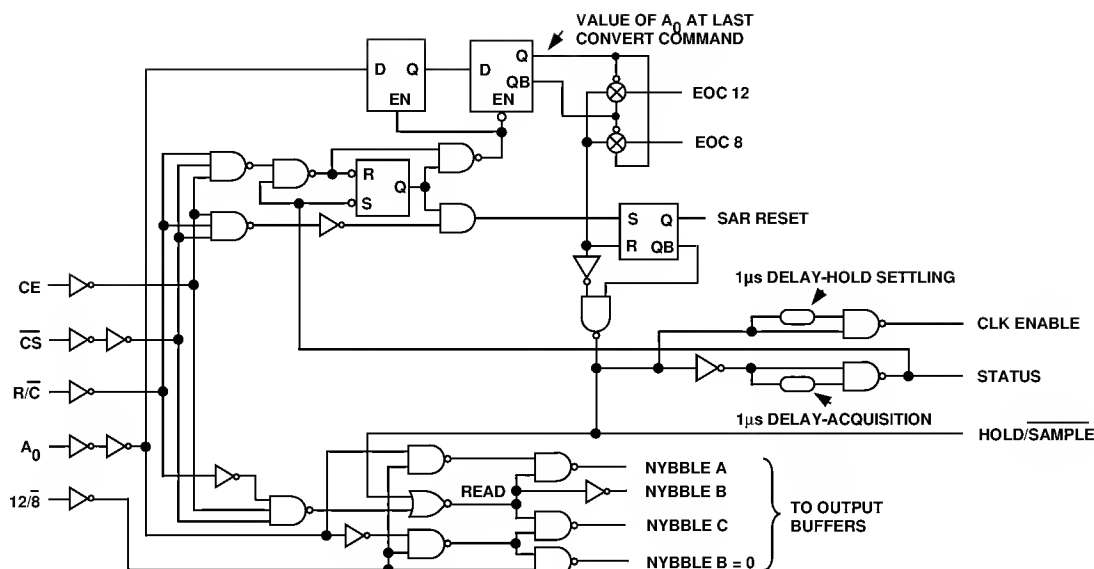 VALUE OF A0 AT LAST
CONVERT COMMAND
D Q
EN
D Q
QB
EN
EOC 12
EOC 8
R
Q
S
S Q
R QB
SAR RESET
CE
CS
R/C
A0
12/8
1µs DELAY-HOLD SETTLING
CLK ENABLE
STATUS
1µs DELAY-ACQUISITION
HOLD/SAMPLE
READ
NYBBLE A
NYBBLE B
NYBBLE C
NYBBLE B = 0
TO OUTPUT
BUFFERS